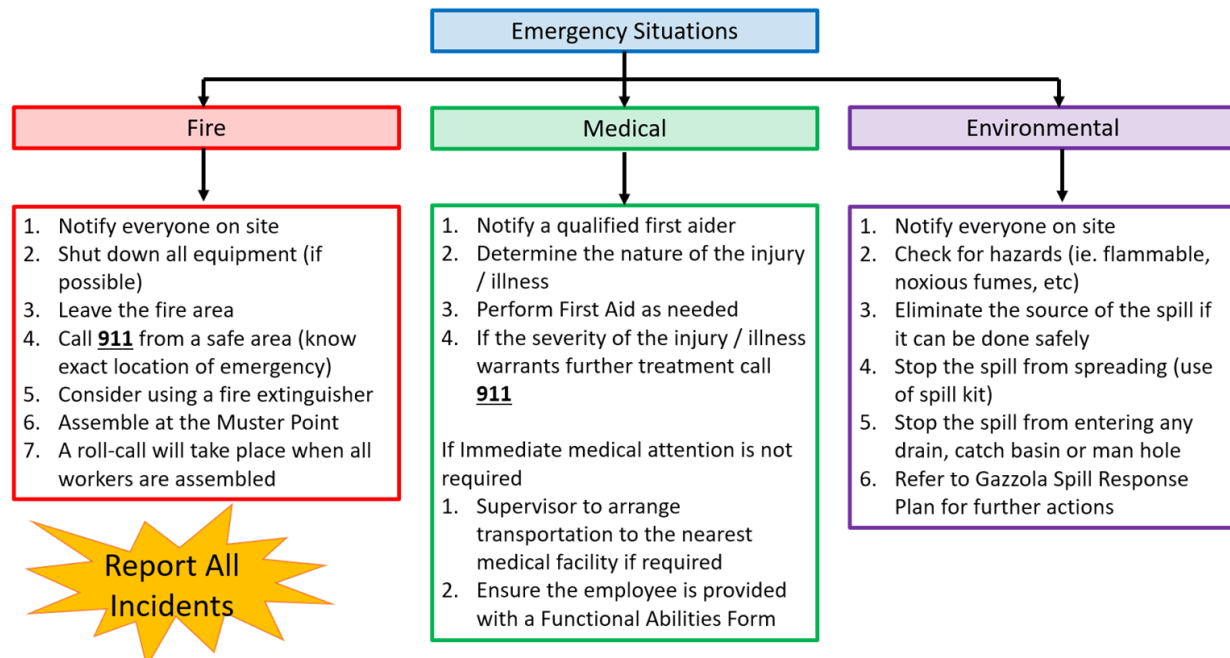 Emergency Situations
Fire
1. Notify everyone on site
2. Shut down all equipment (if
possible)
3. Leave the fire area
4. Call 911 from a safe area (know
exact location of emergency)
5. Consider using a fire extinguisher
6. Assemble at the Muster Point
7. A roll-call will take place when all
workers are assembled
Report All
Incidents
Medical
1. Notify a qualified first aider
2. Determine the nature of the injury
/ illness
3. Perform First Aid as needed
4. If the severity of the injury / illness
warrants further treatment call
911
If Immediate medical attention is not
required
1. Supervisor to arrange
transportation to the nearest
medical facility if required
2. Ensure the employee is provided
with a Functional Abilities Form
Environmental
1. Notify everyone on site
2. Check for hazards (ie. flammable,
noxious fumes, etc)
3. Eliminate the source of the spill if
it can be done safely
4. Stop the spill from spreading (use
of spill kit)
5. Stop the spill from entering any
drain, catch basin or man hole
6. Refer to Gazzola Spill Response
Plan for further actions